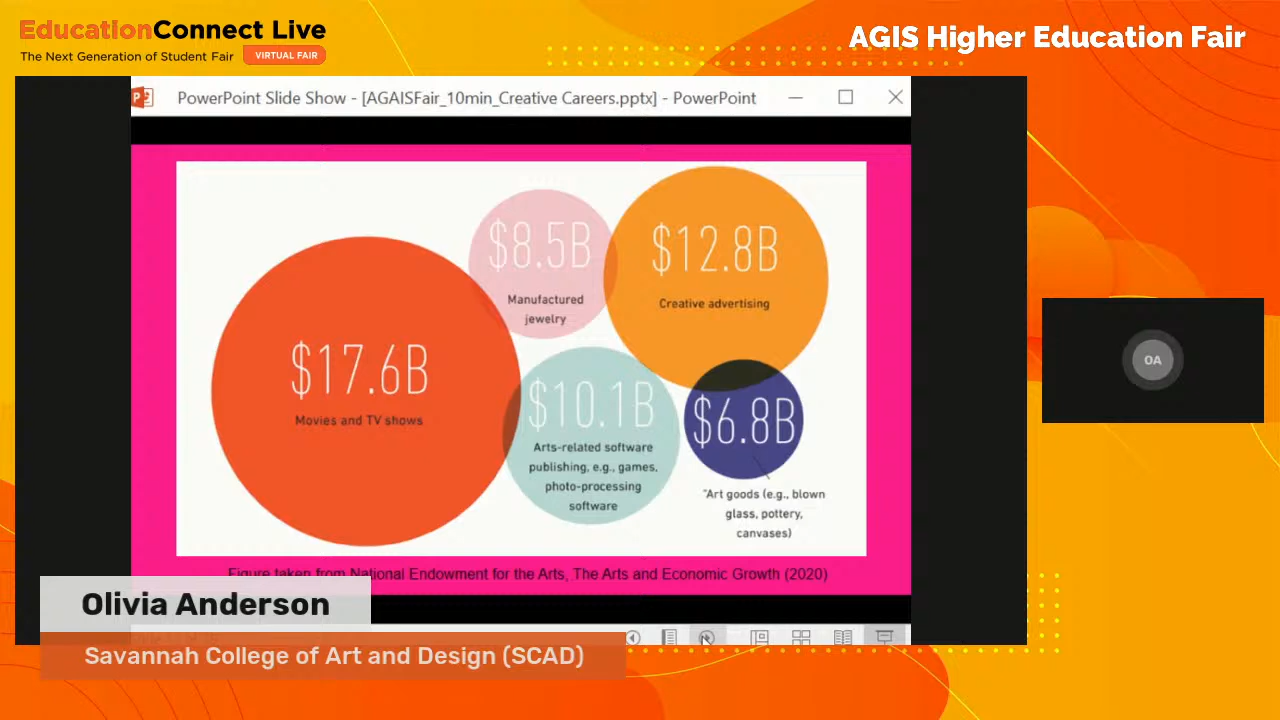 EducationConnect Live
The Next Generation of Student Fair
VIRTUAL FAIR
AGIS Higher Education Fair
PowerPoint Slide Show - [AGAISFair_10min_Creative Careers.pptx] - PowerPoint
$8.5B
Manufactured
jewelry
$12.8B
Creative advertising
$17.6B
Movies and TV shows
$10.1B
Arts-related software
publishing, e.g., games,
photo-processing
software
$6.8B
"Art goods (e.g., blown
glass, pottery,
canvases)
Figure taken from National Endowment for the Arts, The Arts and Economic Growth (2020)
OA
Olivia Anderson
Savannah College of Art and Design (SCAD)